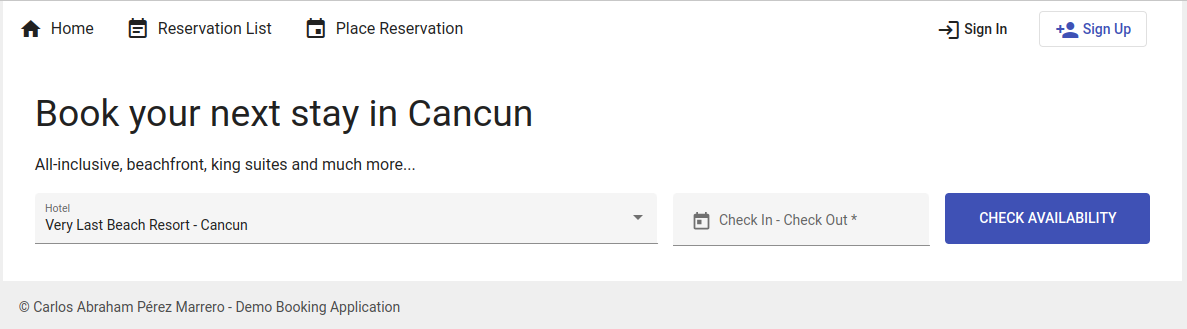 Home Reservation List Place Reservation Sign In Sign Up
Book your next stay in Cancun
All-inclusive, beachfront, king suites and much more...
Hotel
Very Last Beach Resort - Cancun
Check In - Check Out *
CHECK AVAILABILITY
© Carlos Abraham Pérez Marrero - Demo Booking Application